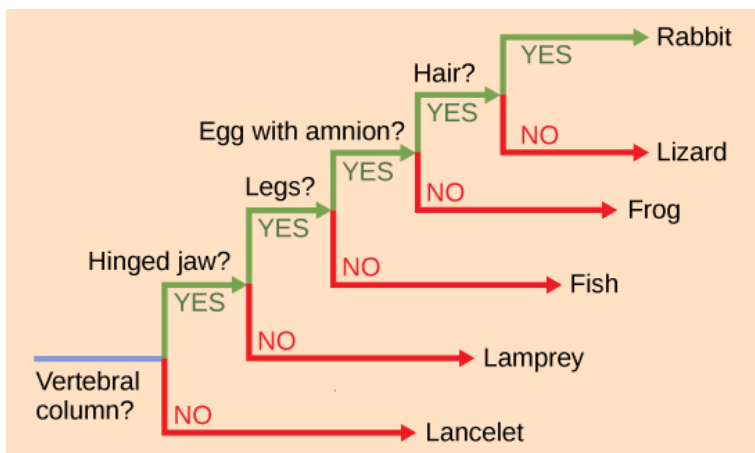 Rabbit
YES
Hair?
YES
NO
Lizard
Egg with amnion?
YES
NO
Frog
Legs?
YES
NO
Fish
Hinged jaw?
YES
NO
Lamprey
Vertebral
column?
NO
Lancelet